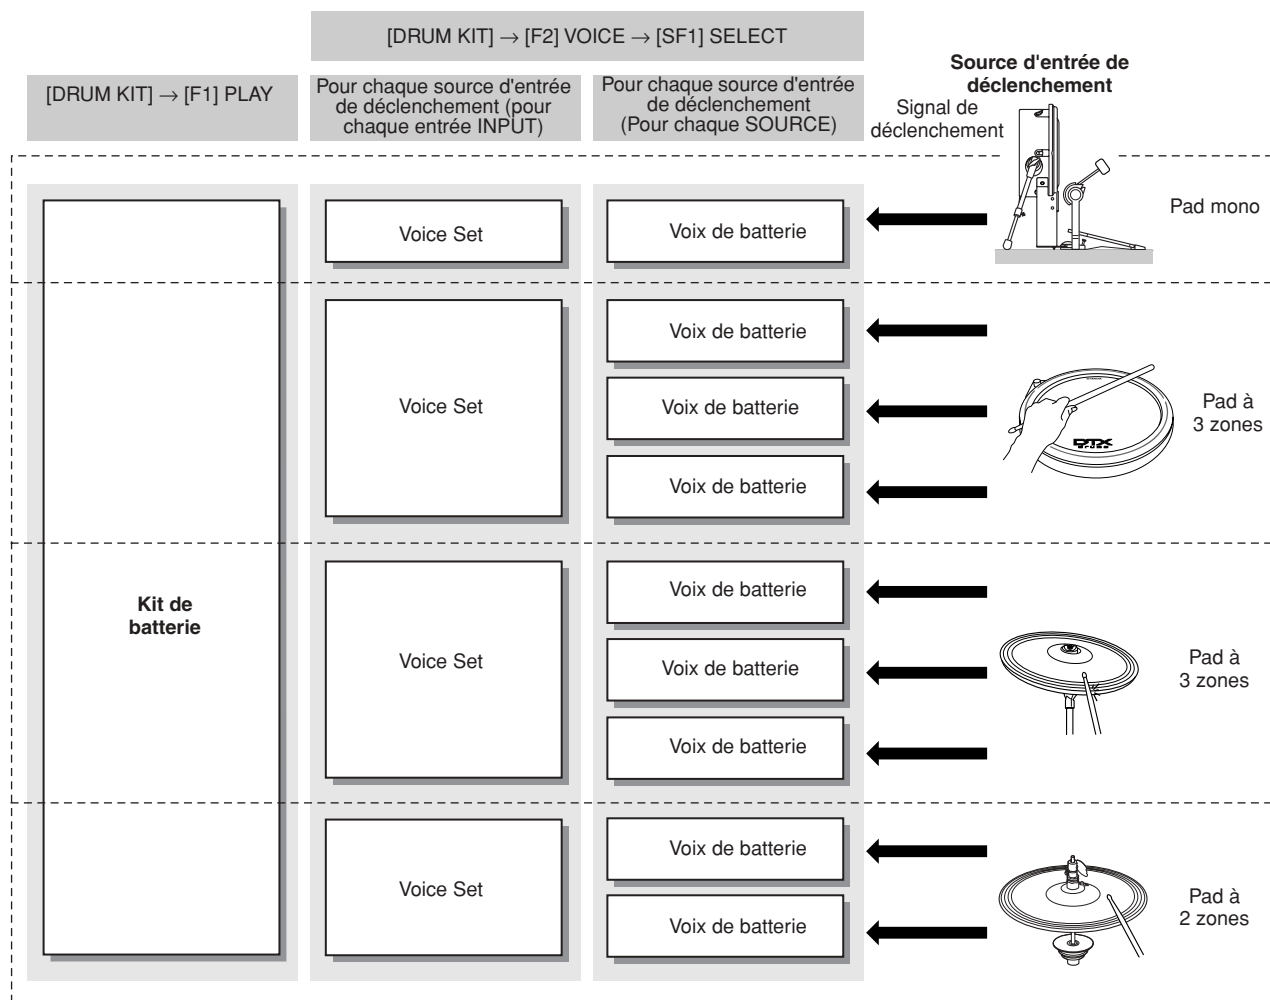 [DRUM KIT] → [F2] VOICE → [SF1] SELECT
[DRUM KIT] → [F1] PLAY
Pour chaque source d'entrée
de déclenchement (pour
chaque entrée INPUT)
Pour chaque source d'entrée
de déclenchement
(Pour chaque SOURCE)
Signal de
déclenchement
Source d'entrée de
déclenchement
Kit de
batterie
Voice Set
Voix de batterie
Pad mono
Voice Set
Voix de batterie
Voix de batterie
Voix de batterie
DTX
Pad à
3 zones
Voice Set
Voix de batterie
Voix de batterie
Voix de batterie
Pad à
3 zones
Voice Set
Voix de batterie
Voix de batterie
Pad à
2 zones